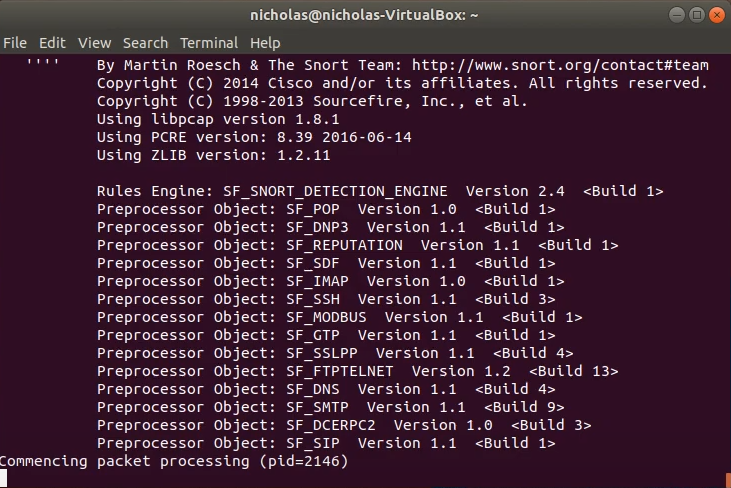 nicholas@nicholas-VirtualBox: ~
File Edit View Search Terminal Help
'''' By Martin Roesch & The Snort Team: http://www.snort.org/contact#team
Copyright (C) 2014 Cisco and/or its affiliates. All rights reserved.
Copyright (C) 1998-2013 Sourcefire, Inc., et al.
Using libpcap version 1.8.1
Using PCRE version: 8.39 2016-06-14
Using ZLIB version: 1.2.11
Rules Engine: SF_SNORT_DETECTION_ENGINE Version 2.4 <Build 1>
Preprocessor Object: SF_POP Version 1.0 <Build 1>
Preprocessor Object: SF_DNP3 Version 1.1 <Build 1>
Preprocessor Object: SF_REPUTATION Version 1.1 <Build 1>
Preprocessor Object: SF_SDF Version 1.1 <Build 1>
Preprocessor Object: SF_IMAP Version 1.0 <Build 1>
Preprocessor Object: SF_SSH Version 1.1 <Build 3>
Preprocessor Object: SF_MODBUS Version 1.1 <Build 1>
Preprocessor Object: SF_GTP Version 1.1 <Build 1>
Preprocessor Object: SF_SSLPP Version 1.1 <Build 4>
Preprocessor Object: SF_FTPTELNET Version 1.2 <Build 13>
Preprocessor Object: SF_DNS Version 1.1 <Build 4>
Preprocessor Object: SF_SMTP Version 1.1 <Build 9>
Preprocessor Object: SF_DCERPC2 Version 1.0 <Build 3>
Preprocessor Object: SF_SIP Version 1.1 <Build 1>
Commencing packet processing (pid=2146)